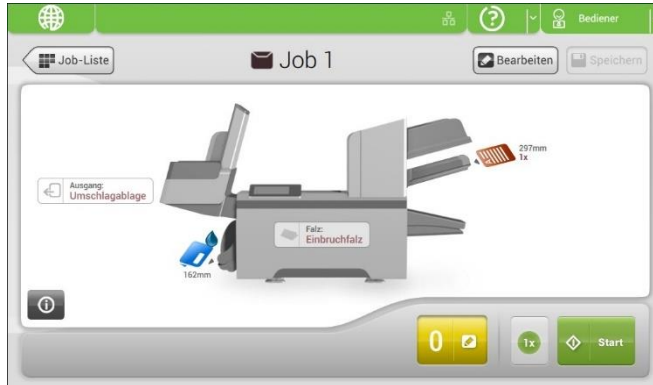 Bediener
Job-Liste
Job 1
Bearbeiten
Speichern
297mm
1x
Ausgang:
Umschlagablage
Falz:
Einbruchfalz
162mm
0
1x
Start